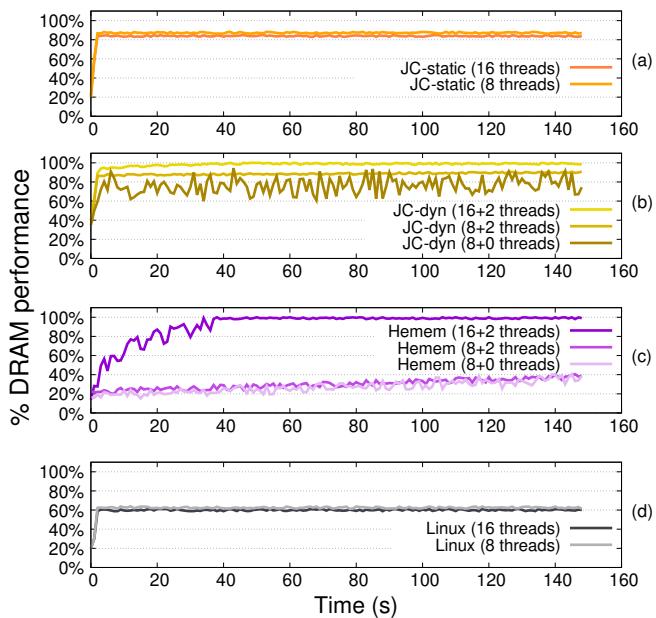 100%
80%
60%
40%
20%
0%
0 20 40 60 80 100 120 140 160
JC-static (16 threads)
JC-static (8 threads)
(a)
100%
80%
60%
40%
20%
0%
0 20 40 60 80 100 120 140 160
JC-dyn (16+2 threads)
JC-dyn (8+2 threads)
JC-dyn (8+0 threads)
(b)
% DRAM performance
100%
80%
60%
40%
20%
0%
0 20 40 60 80 100 120 140 160
Hemem (16+2 threads)
Hemem (8+2 threads)
Hemem (8+0 threads)
(c)
100%
80%
60%
40%
20%
0%
0 20 40 60 80 100 120 140 160
Linux (16 threads)
Linux (8 threads)
(d)
Time (s)